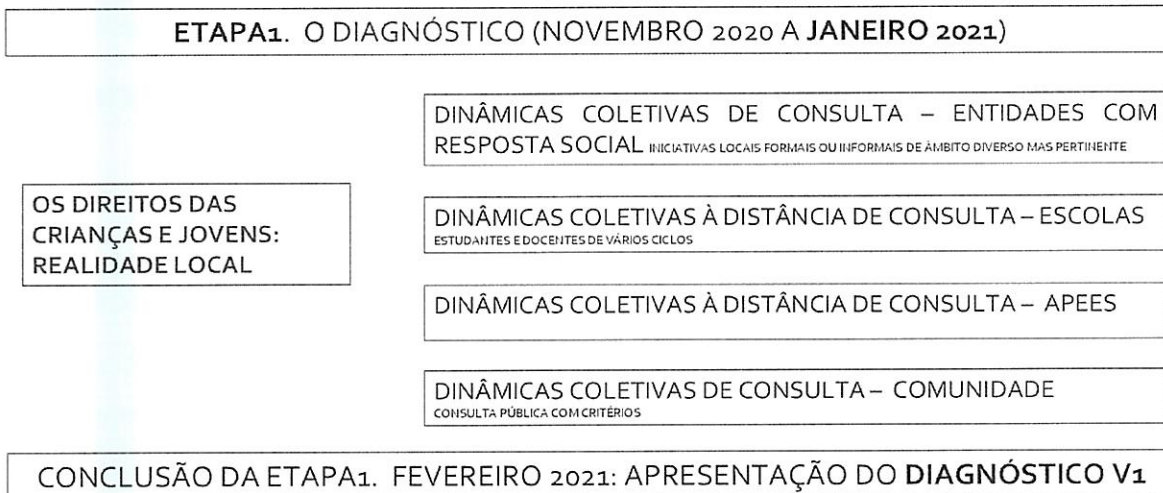 ETAPA1. O DIAGNÓSTICO (NOVEMBRO 2020 A JANEIRO 2021)
DINÂMICAS COLETIVAS DE CONSULTA – ENTIDADES COM
RESPOSTA SOCIAL INICIATIVAS LOCAIS FORMAIS OU INFORMAIS DE ÂMBITO DIVERSO MAS PERTINENTE
OS DIREITOS DAS
CRIANÇAS E JOVENS:
REALIDADE LOCAL
DINÂMICAS COLETIVAS À DISTÂNCIA DE CONSULTA – ESCOLAS
ESTUDANTES E DOCENTES DE VÁRIOS CICLOS
DINÂMICAS COLETIVAS À DISTÂNCIA DE CONSULTA – APEES
DINÂMICAS COLETIVAS DE CONSULTA – COMUNIDADE
CONSULTA PÚBLICA COM CRITÉRIOS
CONCLUSÃO DA ETAPA1. FEVEREIRO 2021: APRESENTAÇÃO DO DIAGNÓSTICO V1